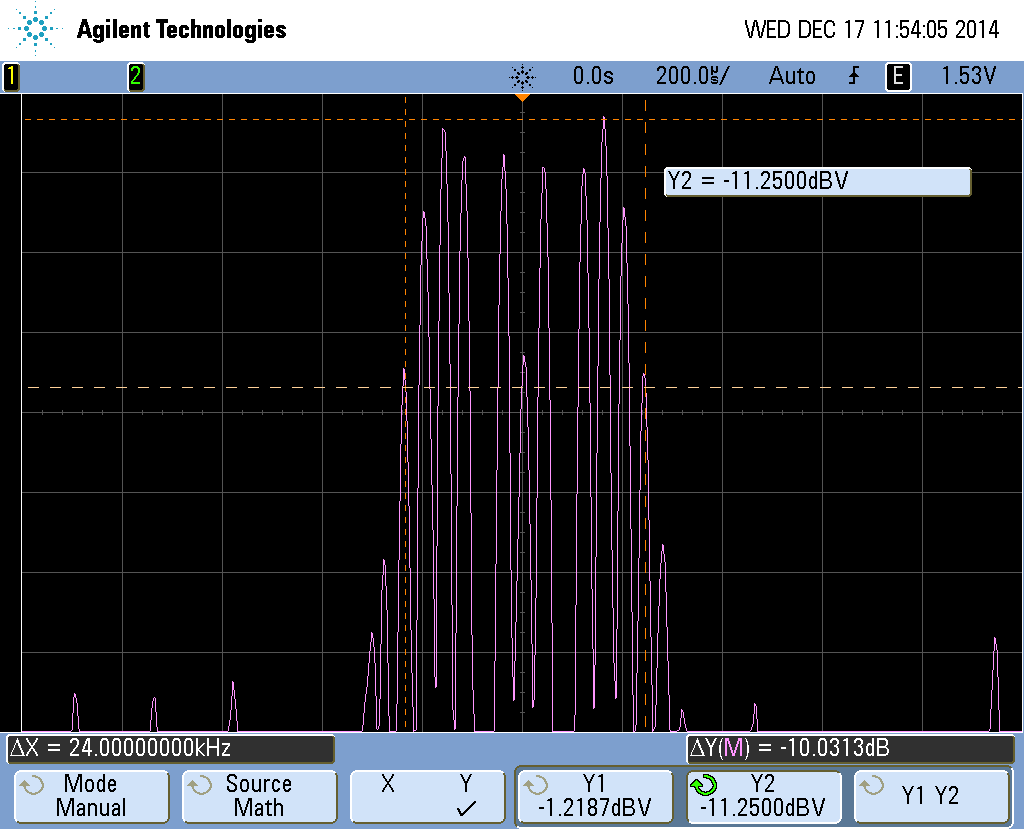 Agilent Technologies
WED DEC 17 11:54:05 2014
1 2 0.0s 200.0㎲/ Auto E 1.53V
Y2 = -11.2500dBV
ΔX = 24.00000000kHz
ΔY(M) = -10.0313dB
Mode
Manual
Source
Math
X Y
Y1
-1.2187dBV
Y2
-11.2500dBV
Y1 Y2